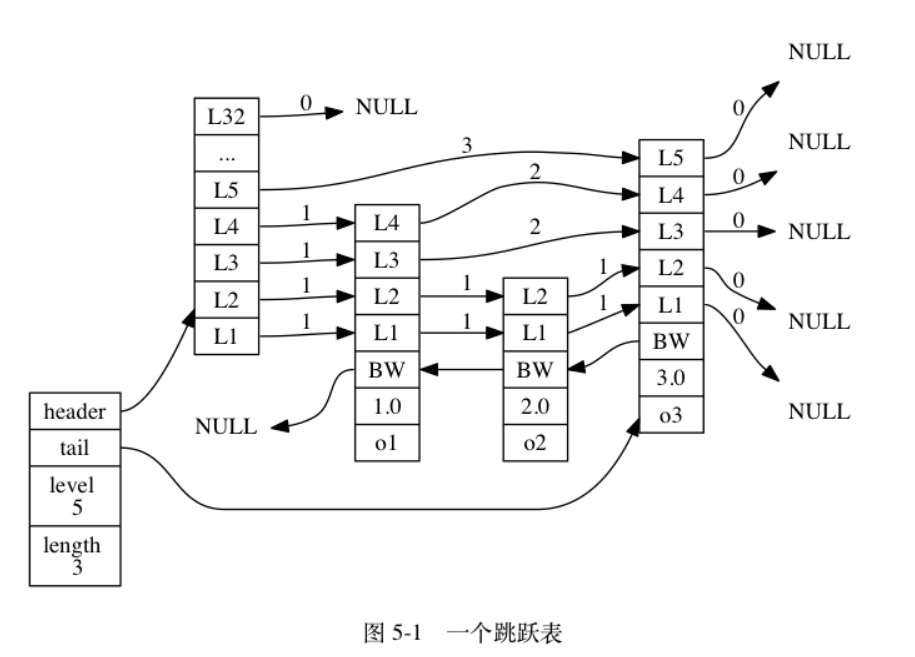 NULL
L32
0
NULL
...
L5
3
L5
0
L4
1
L4
2
L4
0
NULL
L3
1
L3
2
L3
0
NULL
L2
1
L2
1
L2
1
L2
0
NULL
L1
1
L1
1
L1
1
L1
0
NULL
BW
BW
BW
NULL
1.0
2.0
3.0
o1
o2
o3
header
tail
level
5
length
3
图 5-1 一个跳跃表